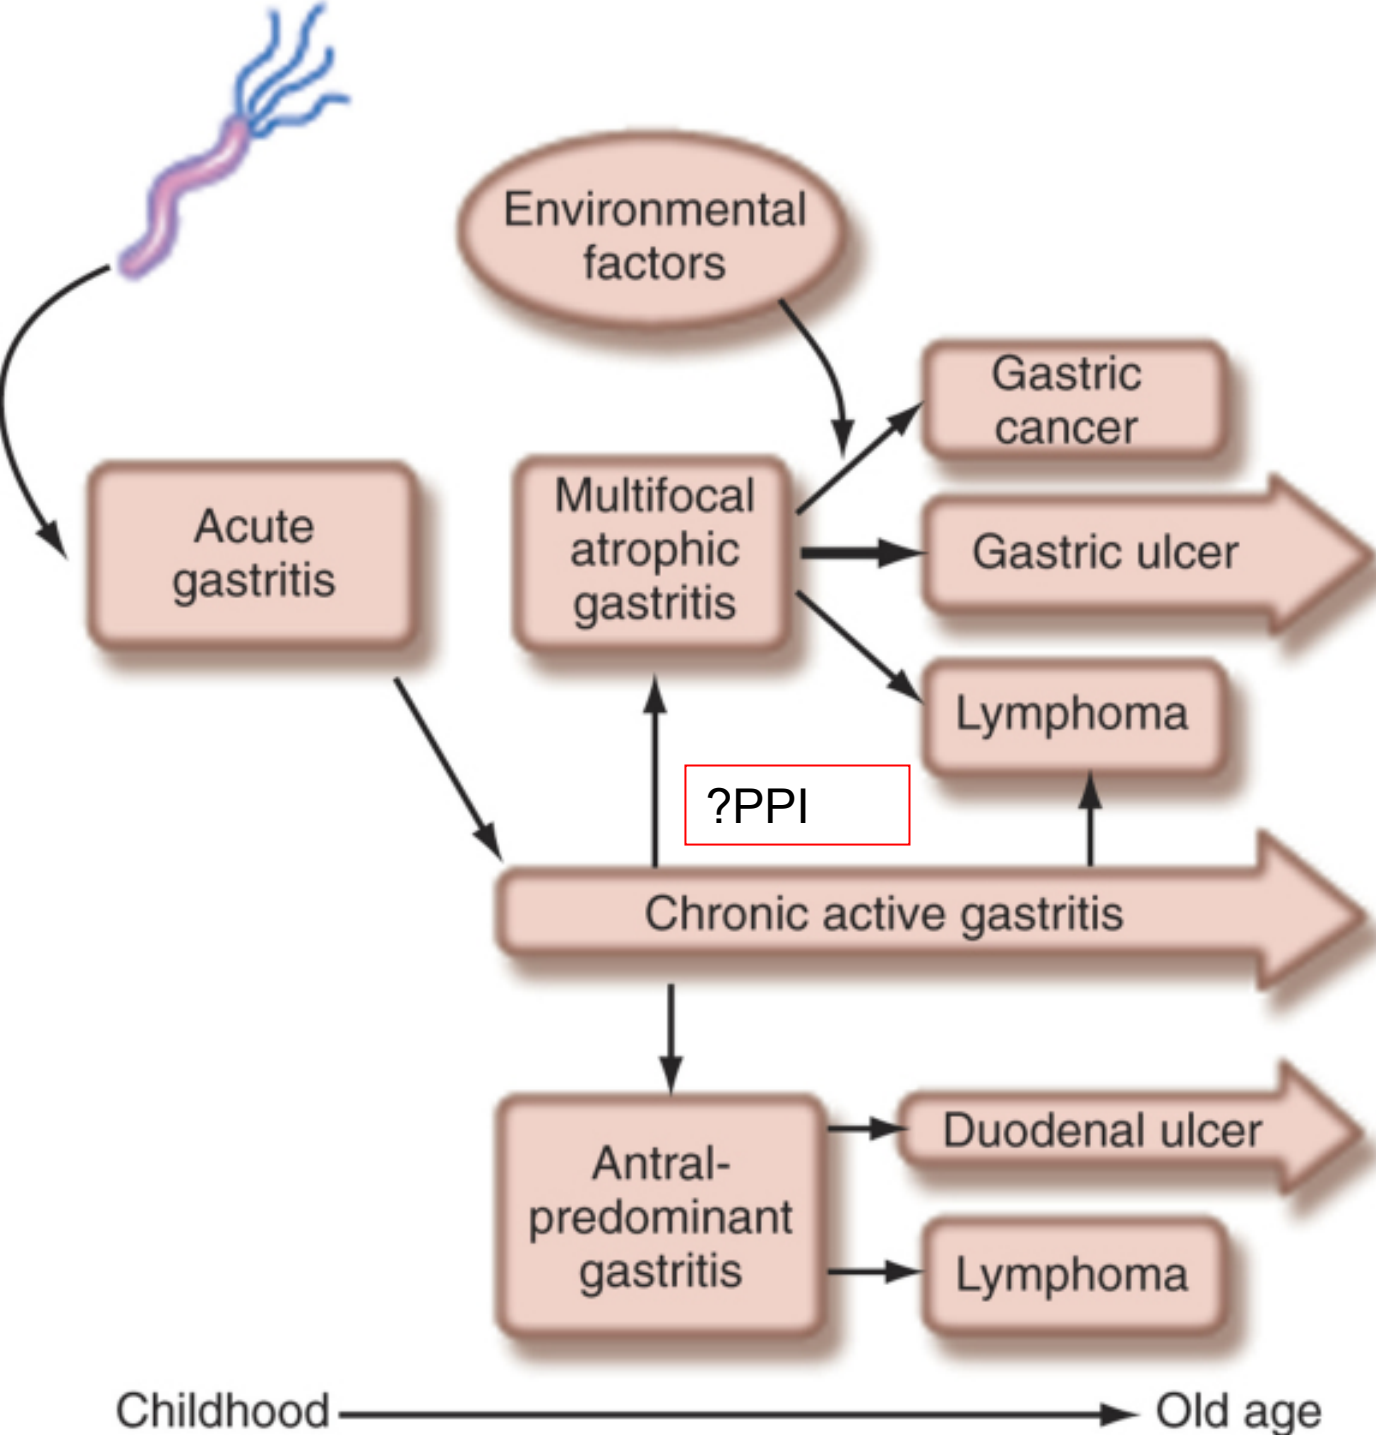 Environmental
factors
Gastric
cancer
Acute
gastritis
Multifocal
atrophic
gastritis
Gastric ulcer
Lymphoma
?PPI
Chronic active gastritis
Antral-
predominant
gastritis
Duodenal ulcer
Lymphoma
Childhood
Old age